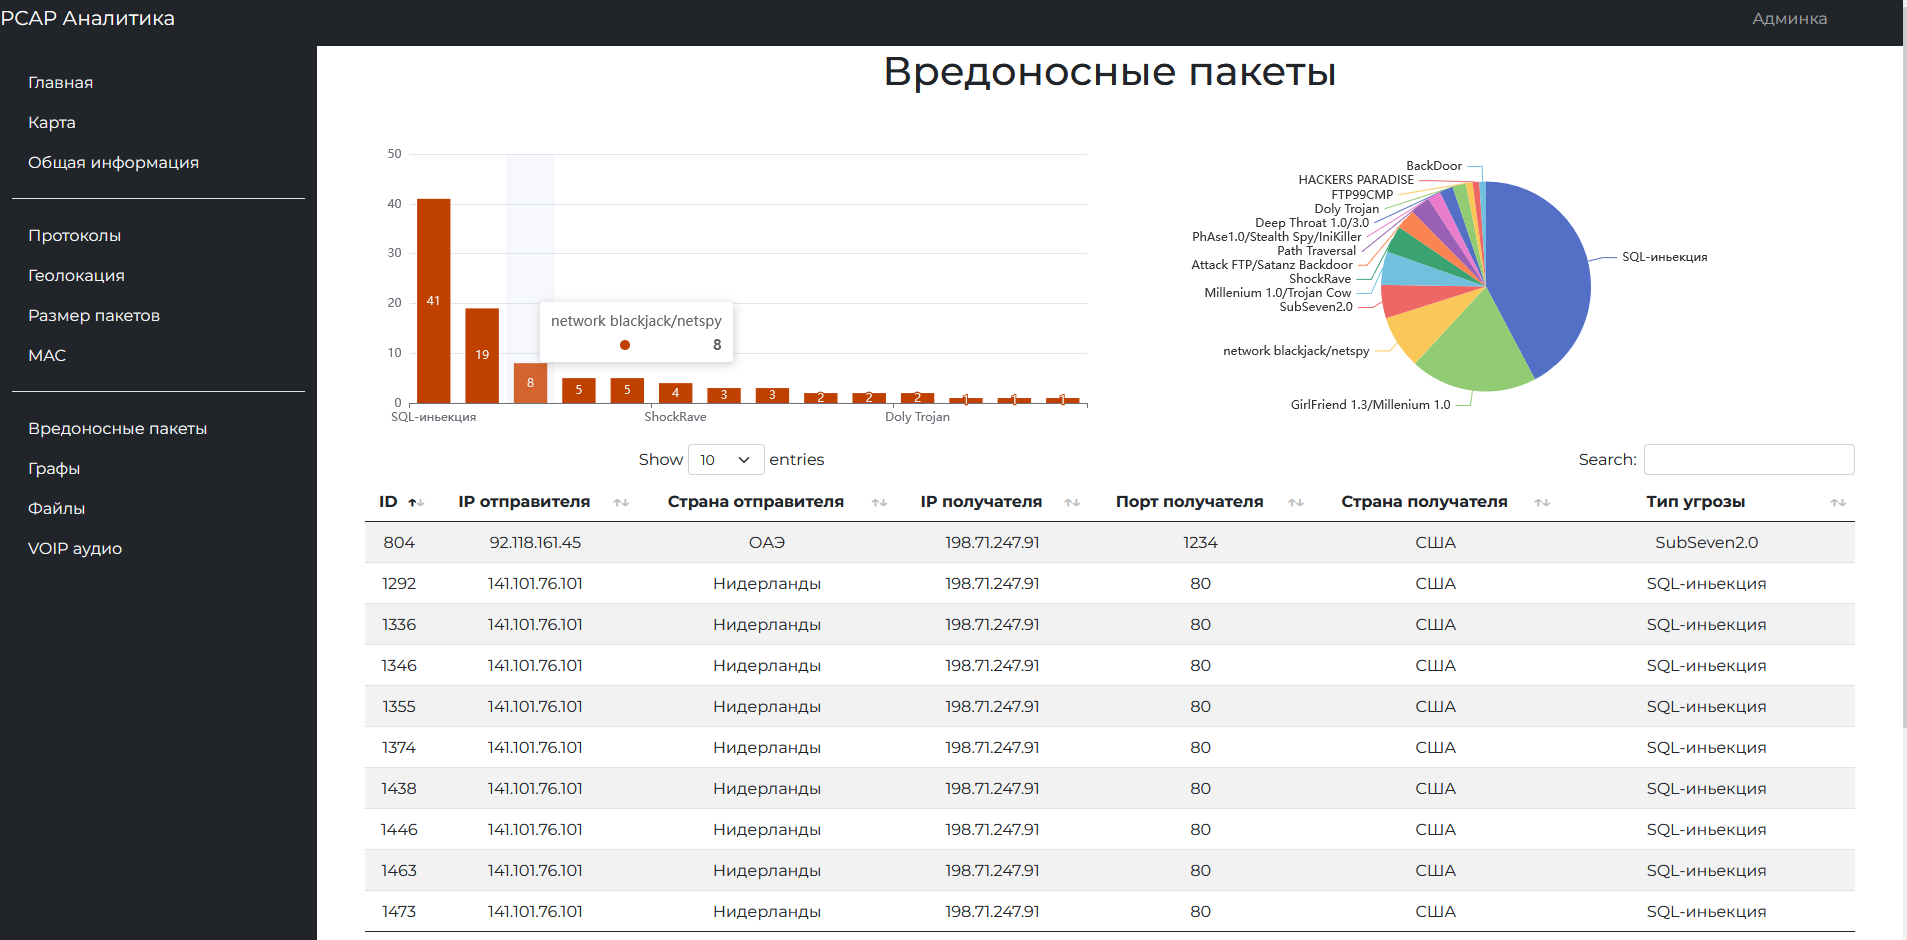 PCAP Аналитика
Админка
Главная
Карта
Общая информация
Протоколы
Геолокация
Размер пакетов
MAC
Вредоносные пакеты
Графы
Файлы
VOIP аудио
Вредоносные пакеты
50
40
30
20
10
0
41
19
8
5
5
4
3
3
2
2
2
1
1
1
SQL-иньекция
ShockRave
Doly Trojan
network blackjack/netspy
8
BackDoor
HACKERS PARADISE
FTP99CMP
Doly Trojan
Deep Throat 1.0/3.0
PhAse1.0/Stealth Spy/IniKiller
Path Traversal
Attack FTP/Satanz Backdoor
ShockRave
Millenium 1.0/Trojan Cow
SubSeven2.0
network blackjack/netspy
GirlFriend 1.3/Millenium 1.0
SQL-иньекция
Show 10 entries
Search:
ID IP отправителя Страна отправителя IP получателя Порт получателя Страна получателя Тип угрозы
804 92.118.161.45 ОАЭ 198.71.247.91 1234 США SubSeven2.0
1292 141.101.76.101 Нидерланды 198.71.247.91 80 США SQL-иньекция
1336 141.101.76.101 Нидерланды 198.71.247.91 80 США SQL-иньекция
1346 141.101.76.101 Нидерланды 198.71.247.91 80 США SQL-иньекция
1355 141.101.76.101 Нидерланды 198.71.247.91 80 США SQL-иньекция
1374 141.101.76.101 Нидерланды 198.71.247.91 80 США SQL-иньекция
1438 141.101.76.101 Нидерланды 198.71.247.91 80 США SQL-иньекция
1446 141.101.76.101 Нидерланды 198.71.247.91 80 США SQL-иньекция
1463 141.101.76.101 Нидерланды 198.71.247.91 80 США SQL-иньекция
1473 141.101.76.101 Нидерланды 198.71.247.91 80 США SQL-иньекция